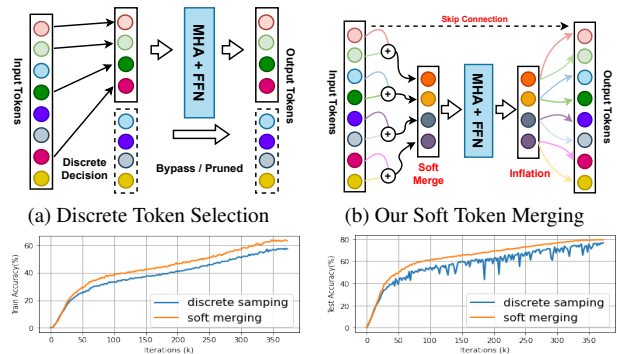 Input Tokens
Discrete
Decision
MHA + FFN
Bypass / Pruned
Output Tokens
(a) Discrete Token Selection
Skip Connection
Input Tokens
Soft
Merge
MHA + FFN
Inflation
Output Tokens
(b) Our Soft Token Merging
Train Accuracy(%)
60
40
20
0
discrete samping
soft merging
0 50 100 150 200 250 300 350
Iterations (k)
Test Accuracy(%)
80
60
40
20
0
discrete samping
soft merging
0 50 100 150 200 250 300 350
Iterations (k)